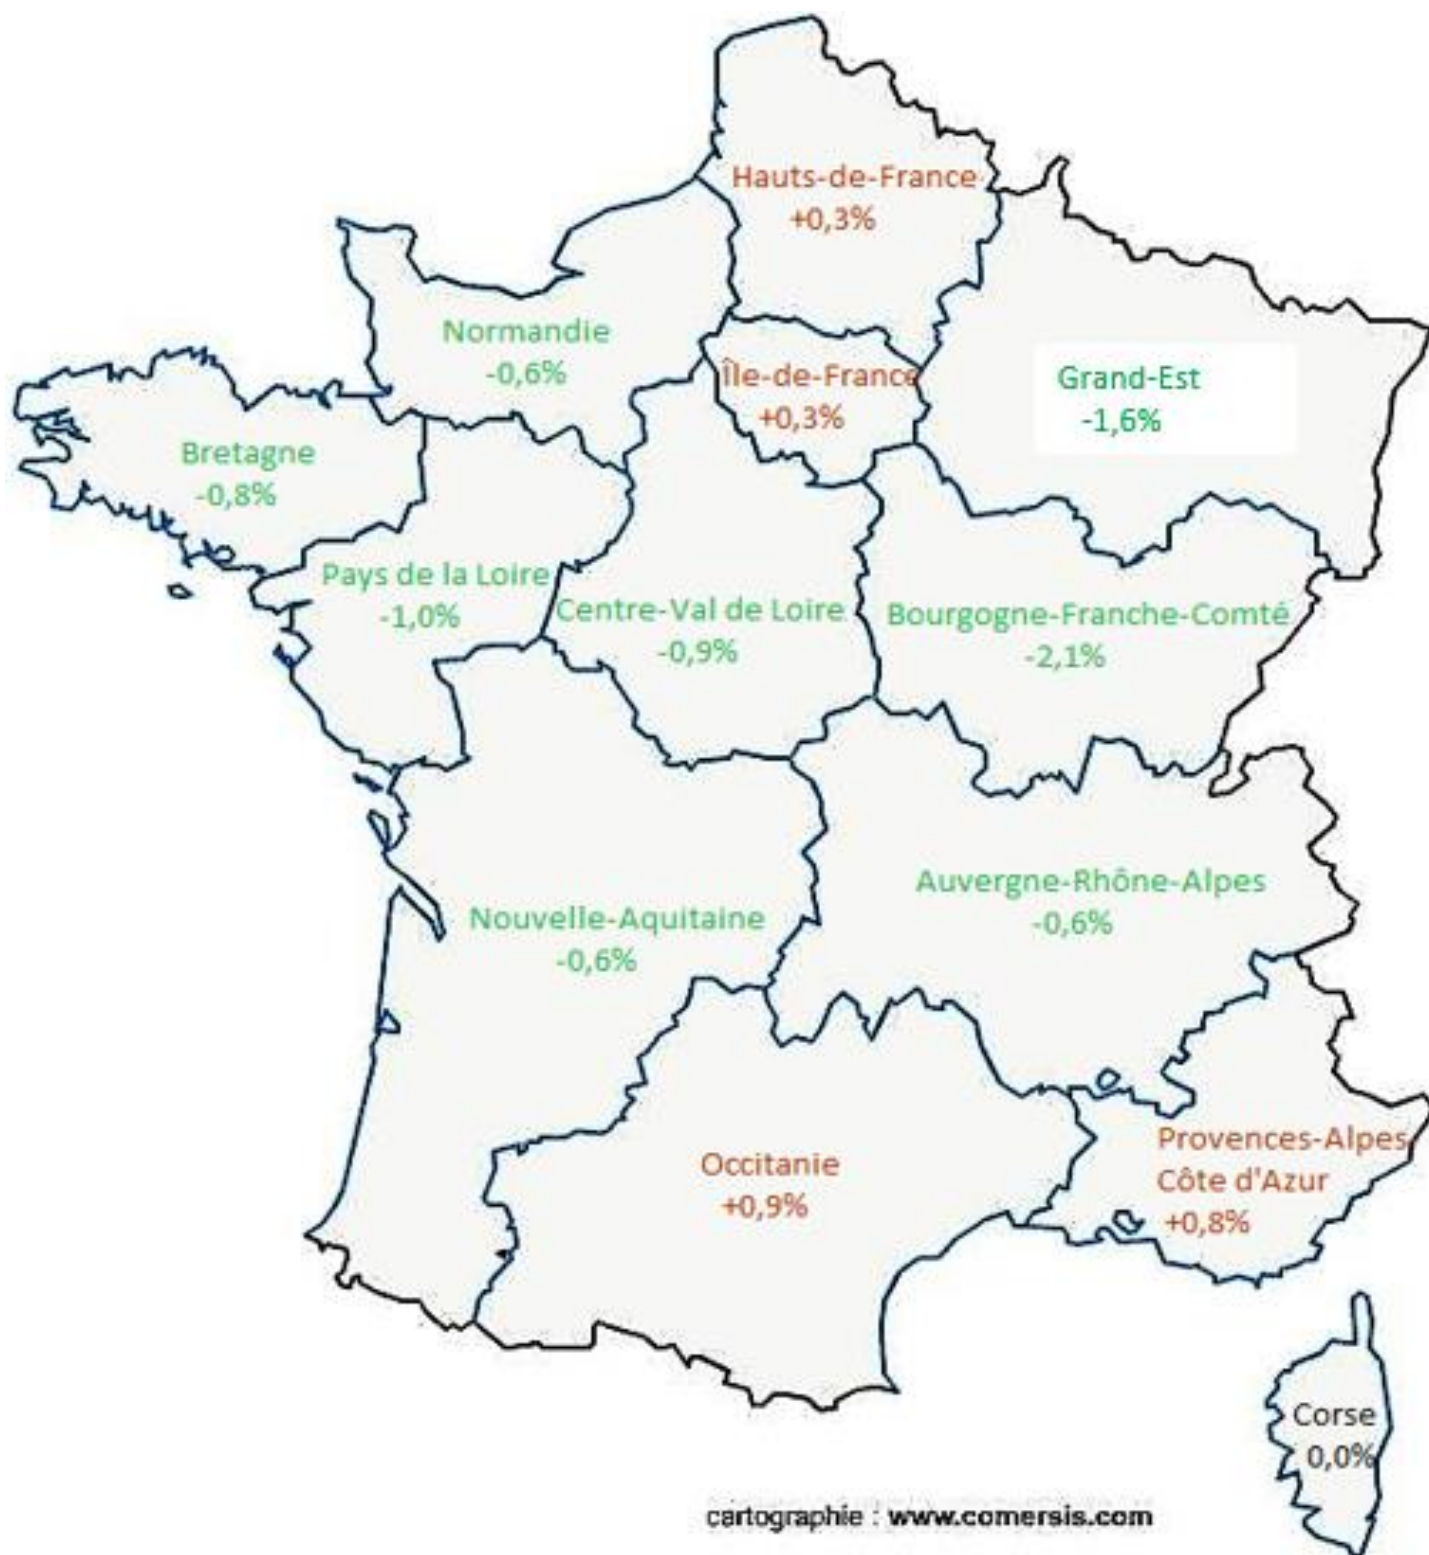 Hauts-de-France
+0,3%
Normandie
-0,6%
Île-de-France
+0,3%
Grand-Est
-1,6%
Bretagne
-0,8%
Pays de la Loire
-1,0%
Centre-Val de Loire
-0,9%
Bourgogne-Franche-Comté
-2,1%
Auvergne-Rhône-Alpes
-0,6%
Nouvelle-Aquitaine
-0,6%
Occitanie
+0,9%
Provences-Alpes
Côte d'Azur
+0,8%
Corse
0,0%
cartographie : www.comersis.com